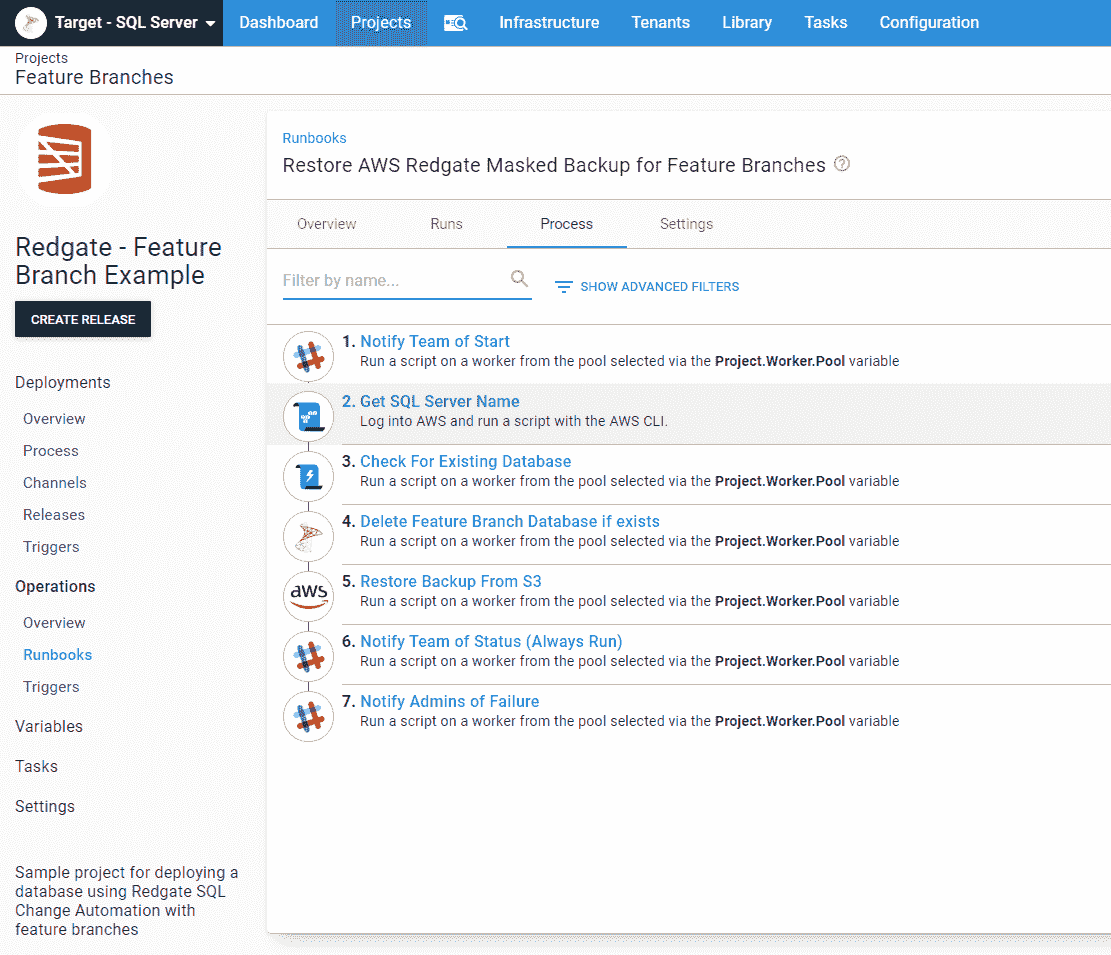 Target - SQL Server
Dashboard
Projects
Infrastructure
Tenants
Library
Tasks
Configuration
Projects
Feature Branches
Redgate - Feature
Branch Example
CREATE RELEASE
Deployments
Overview
Process
Channels
Releases
Triggers
Operations
Overview
Runbooks
Triggers
Variables
Tasks
Settings
Sample project for deploying a
database using Redgate SQL
Change Automation with
feature branches
Runbooks
Restore AWS Redgate Masked Backup for Feature Branches ?
Overview
Runs
Process
Settings
Filter by name...
SHOW ADVANCED FILTERS
1. Notify Team of Start
Run a script on a worker from the pool selected via the Project.Worker.Pool variable
2. Get SQL Server Name
Log into AWS and run a script with the AWS CLI.
3. Check For Existing Database
Run a script on a worker from the pool selected via the Project.Worker.Pool variable
4. Delete Feature Branch Database if exists
Run a script on a worker from the pool selected via the Project.Worker.Pool variable
aws
5. Restore Backup From S3
Run a script on a worker from the pool selected via the Project.Worker.Pool variable
6. Notify Team of Status (Always Run)
Run a script on a worker from the pool selected via the Project.Worker.Pool variable
7. Notify Admins of Failure
Run a script on a worker from the pool selected via the Project.Worker.Pool variable